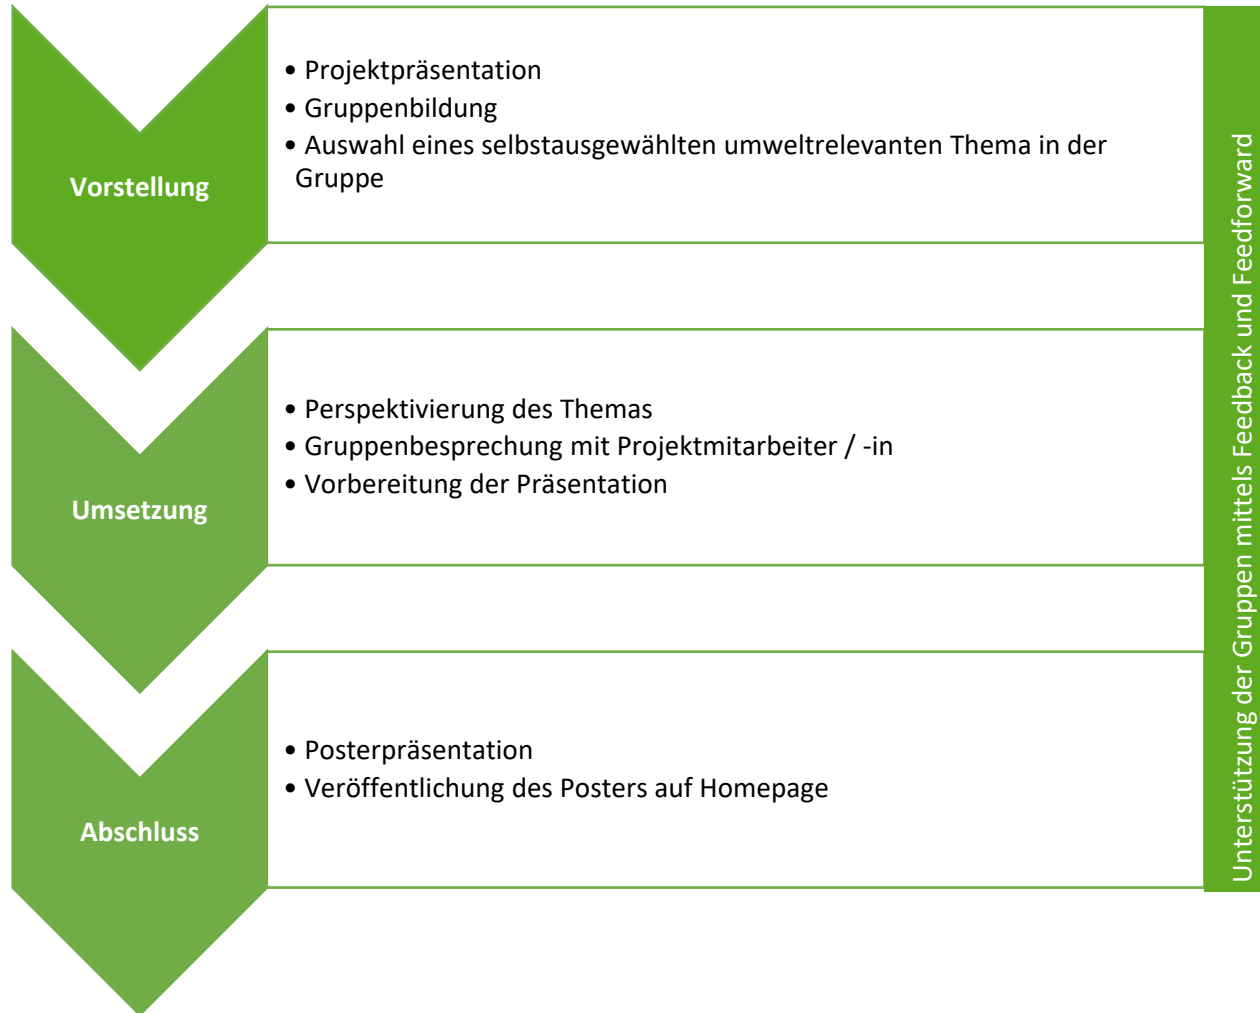 Vorstellung
• Projektpräsentation
• Gruppenbildung
• Auswahl eines selbstausgewählten umweltrelevanten Thema in der
Gruppe
Umsetzung
• Perspektivierung des Themas
• Gruppenbesprechung mit Projektmitarbeiter / -in
• Vorbereitung der Präsentation
Abschluss
• Posterpräsentation
• Veröffentlichung des Posters auf Homepage
Unterstützung der Gruppen mittels Feedback und Feedforward